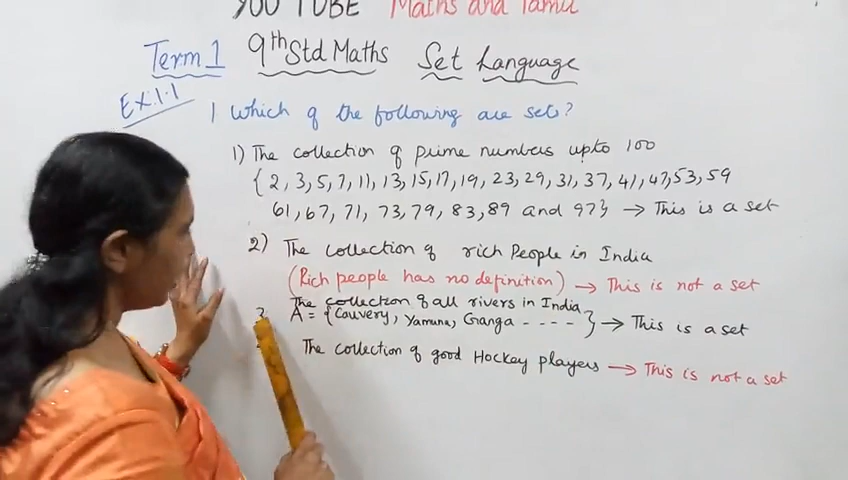 YOU TUBE Maths and Tamil
Term 1 9th Std Maths Set Language
Ex:1.1
1 Which of the following are sets?
1) The collection of prime numbers upto 100
{2, 3, 5, 7, 11, 13, 15, 17, 19, 23, 29, 31, 37, 41, 47, 53, 59
61, 67, 71, 73, 79, 83, 89 and 97} → This is a set
2) The collection of rich People in India
(Rich people has no definition) → This is not a set
The collection of all rivers in India
3 A = {Cauvery, Yamuna, Ganga - - - - } → This is a set
The collection of good Hockey players → This is not a set